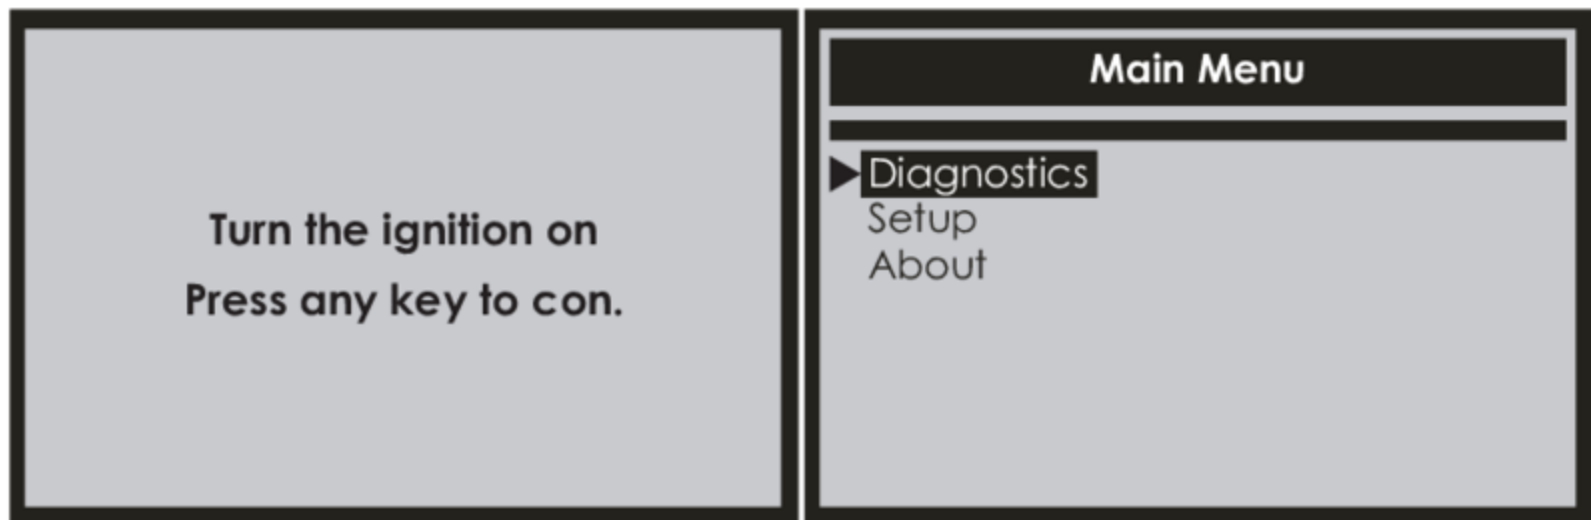 Turn the ignition on
Press any key to con.
Main Menu
Diagnostics
Setup
About